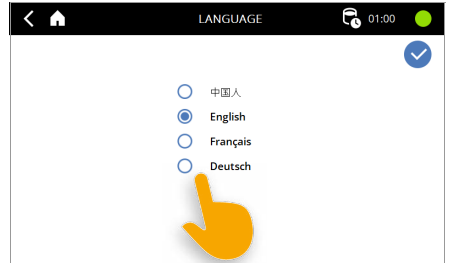 LANGUAGE 01:00
中国人
English
Français
Deutsch